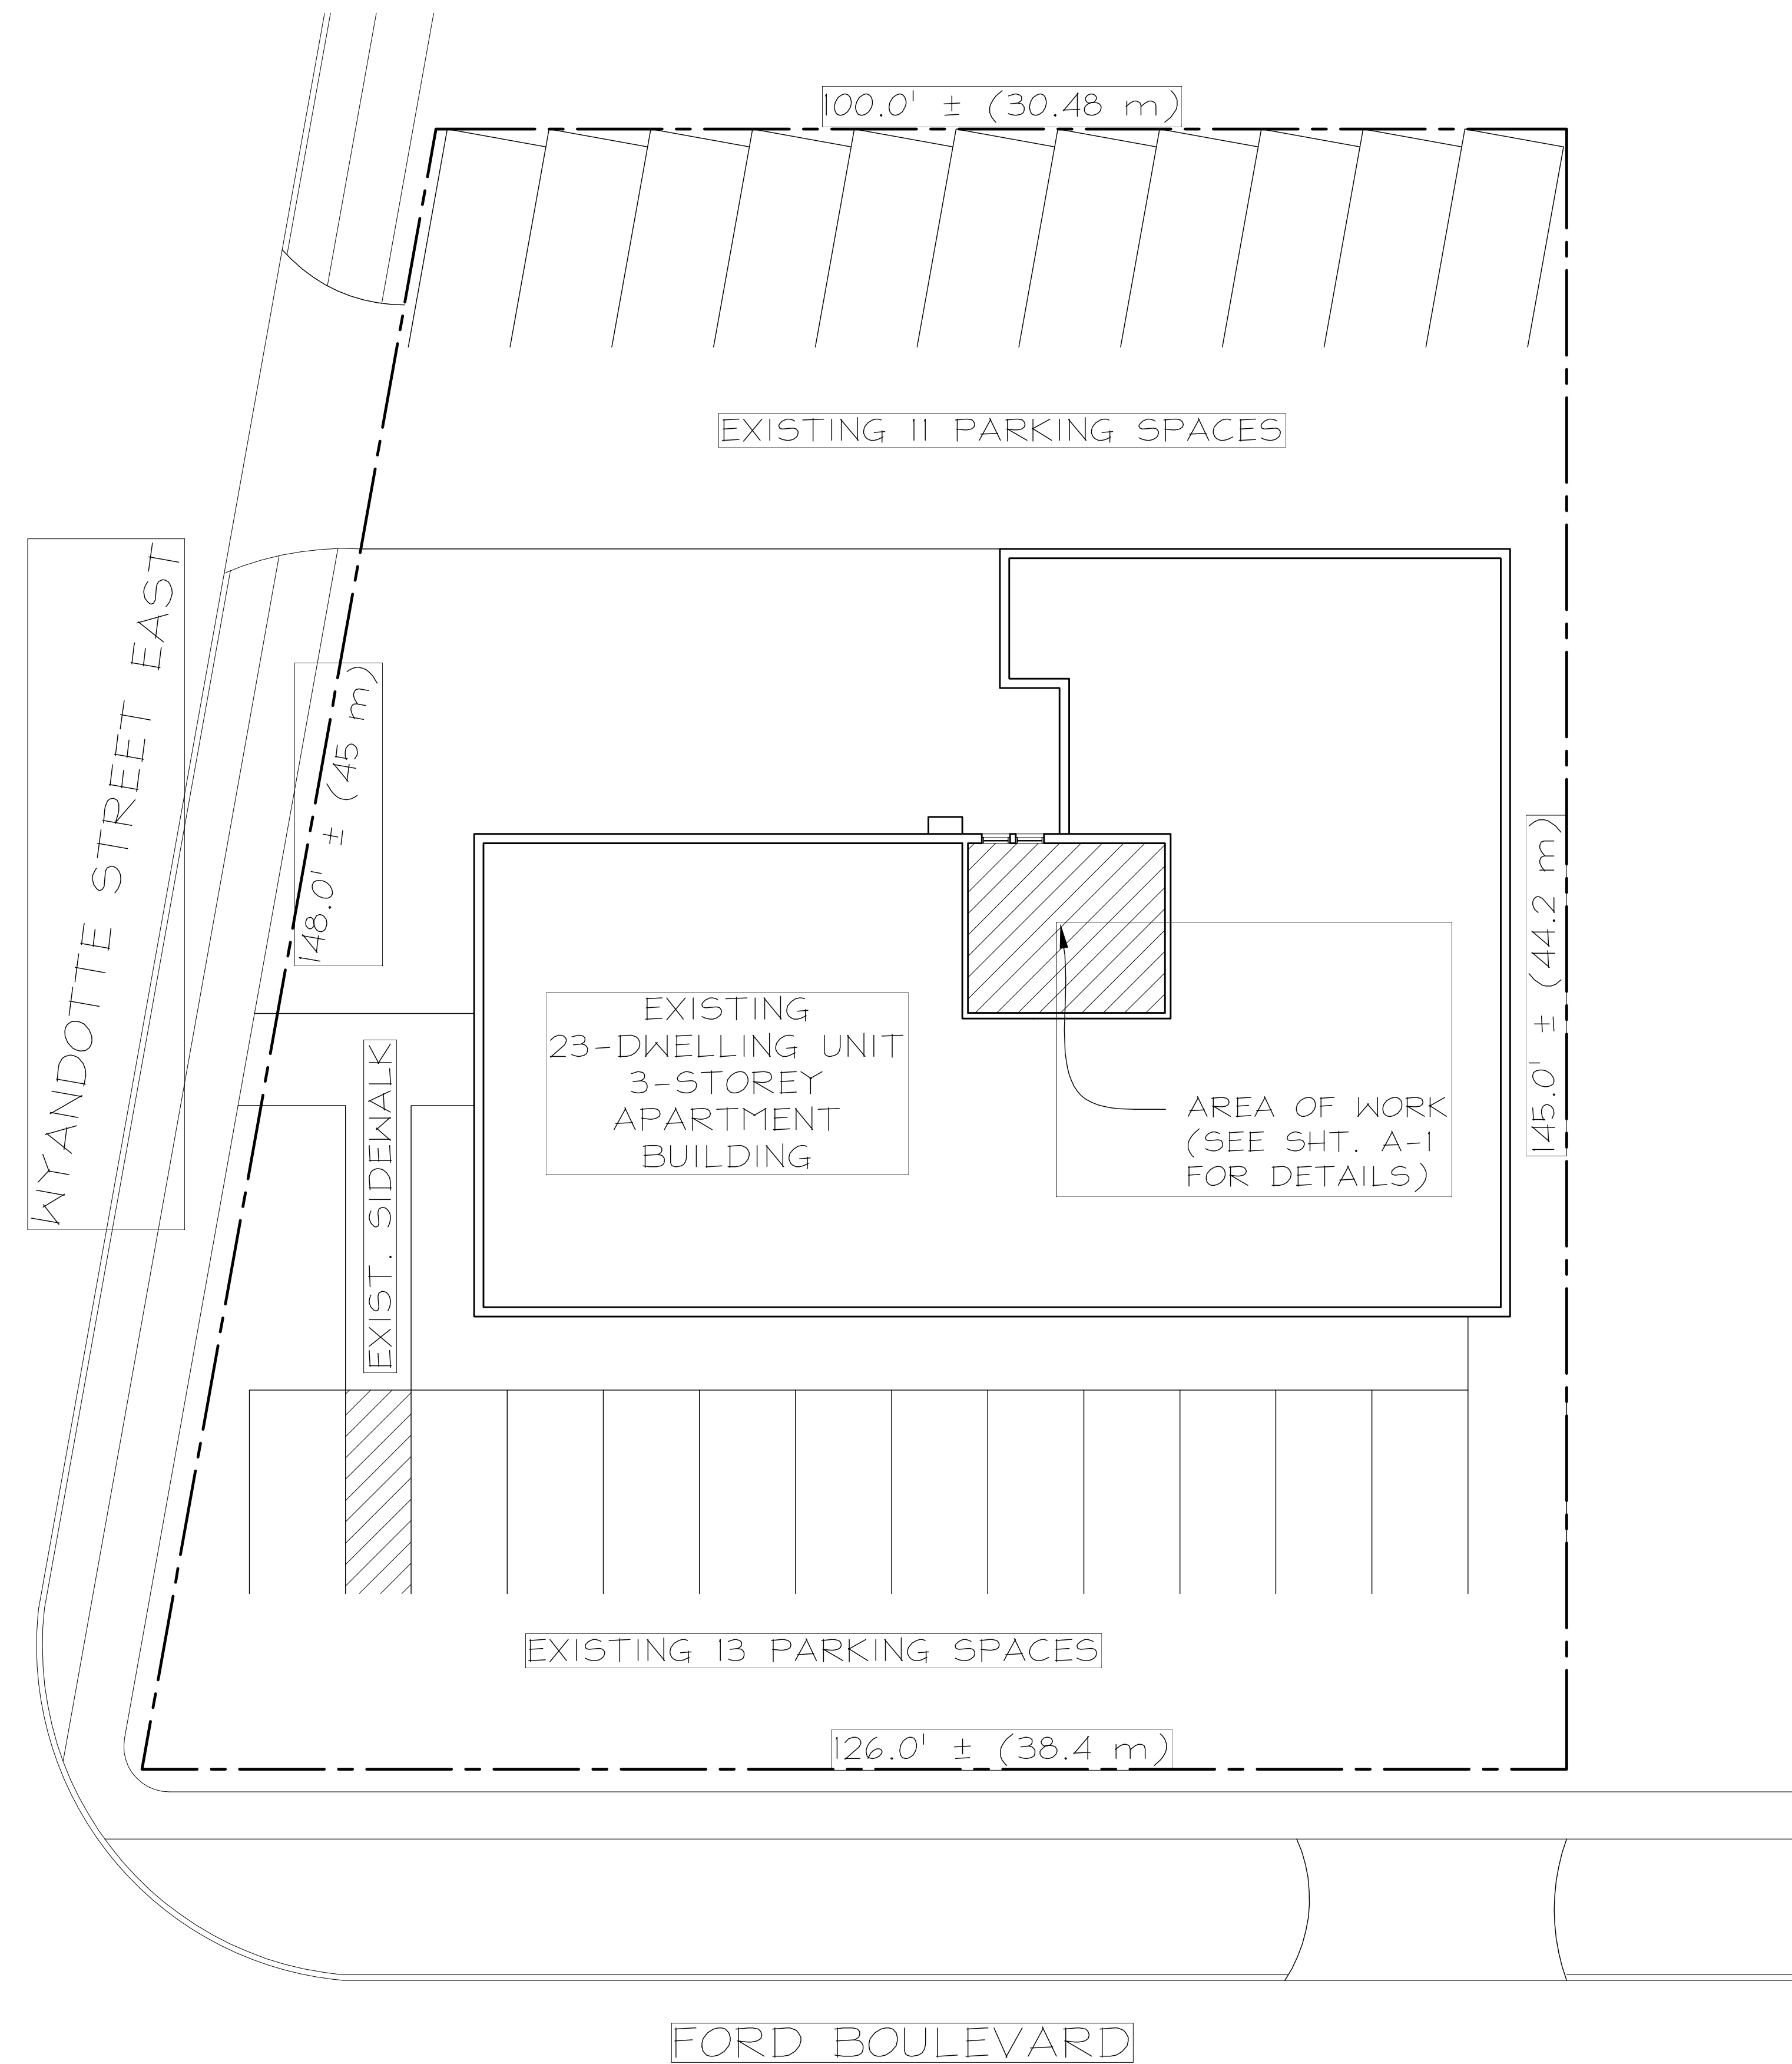 100.0' ± (30.48 m)
EXISTING 11 PARKING SPACES
WYANDOTTE STREET EAST
148.0' ± (45 m)
145.0' ± (44.2 m)
EXISTING
23-DWELLING UNIT
3-STOREY
APARTMENT
BUILDING
AREA OF WORK
(SEE SHT. A-1
FOR DETAILS)
EXIST. SIDEWALK
EXISTING 13 PARKING SPACES
126.0' ± (38.4 m)
FORD BOULEVARD